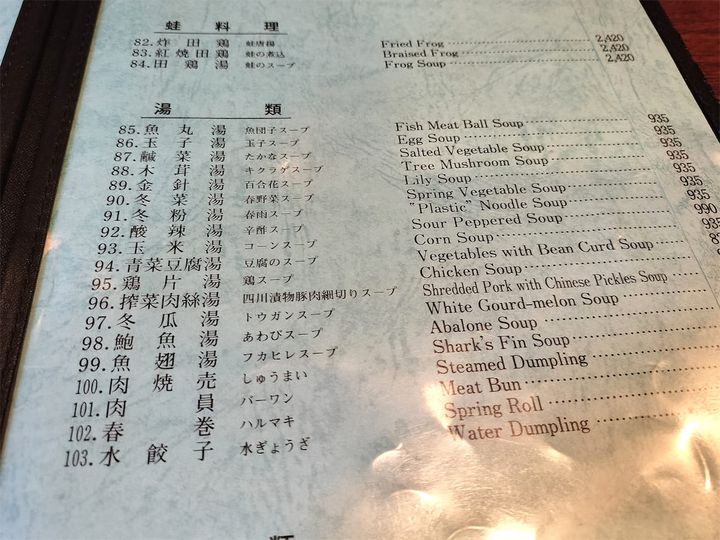 蛙料理
82. 炸田鶏 蛙唐揚 Fried Frog 2,420
83. 紅焼田鶏 蛙の煮込 Braised Frog 2,420
84. 田鶏湯 蛙のスープ Frog Soup 2,420
湯類
85. 魚丸湯 魚団子スープ Fish Meat Ball Soup 935
86. 玉子湯 玉子スープ Egg Soup 935
87. 鹹菜湯 たかなスープ Salted Vegetable Soup 935
88. 木茸湯 キクラゲスープ Tree Mushroom Soup 935
89. 金針湯 百合花スープ Lily Soup 935
90. 冬菜湯 春野菜スープ Spring Vegetable Soup 935
91. 冬粉湯 春雨スープ "Plastic" Noodle Soup 935
92. 酸辣湯 辛酢スープ Sour Peppered Soup 990
93. 玉米湯 コーンスープ Corn Soup
94. 青菜豆腐湯 豆腐のスープ Vegetables with Bean Curd Soup
95. 鶏片湯 鶏スープ Chicken Soup
96. 搾菜肉絲湯 四川漬物豚肉細切りスープ Shredded Pork with Chinese Pickles Soup
97. 冬瓜湯 トウガンスープ White Gourd-melon Soup
98. 鮑魚湯 あわびスープ Abalone Soup
99. 魚翅湯 フカヒレスープ Shark's Fin Soup
100. 肉焼売 しゅうまい Steamed Dumpling
101. 肉員 バーワン Meat Bun
102. 春巻 ハルマキ Spring Roll
103. 水餃子 水ぎょうざ Water Dumpling